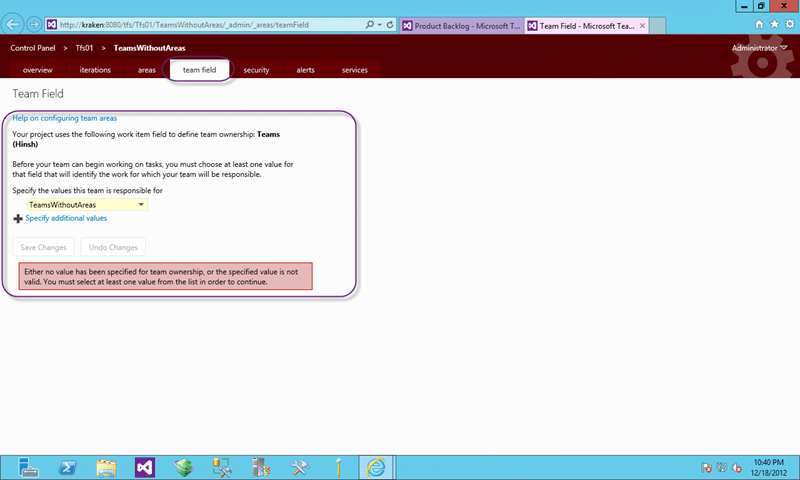 http://kraken:8080/tfs/Tfs01/TeamsWithoutAreas/_admin/_areas/teamField
Product Backlog - Microsoft T...
Team Field - Microsoft Tea...
Control Panel > Tfs01 > TeamsWithoutAreas
Administrator
overview iterations areas team field security alerts services
Team Field
Help on configuring team areas
Your project uses the following work item field to define team ownership: Teams
(Hinsh)
Before your team can begin working on tasks, you must choose at least one value for
that field that will identify the work for which your team will be responsible.
Specify the values this team is responsible for
TeamsWithoutAreas
Specify additional values
Save Changes Undo Changes
Either no value has been specified for team ownership, or the specified value is not
valid. You must select at least one value from the list in order to continue.
10:40 PM
12/18/2012